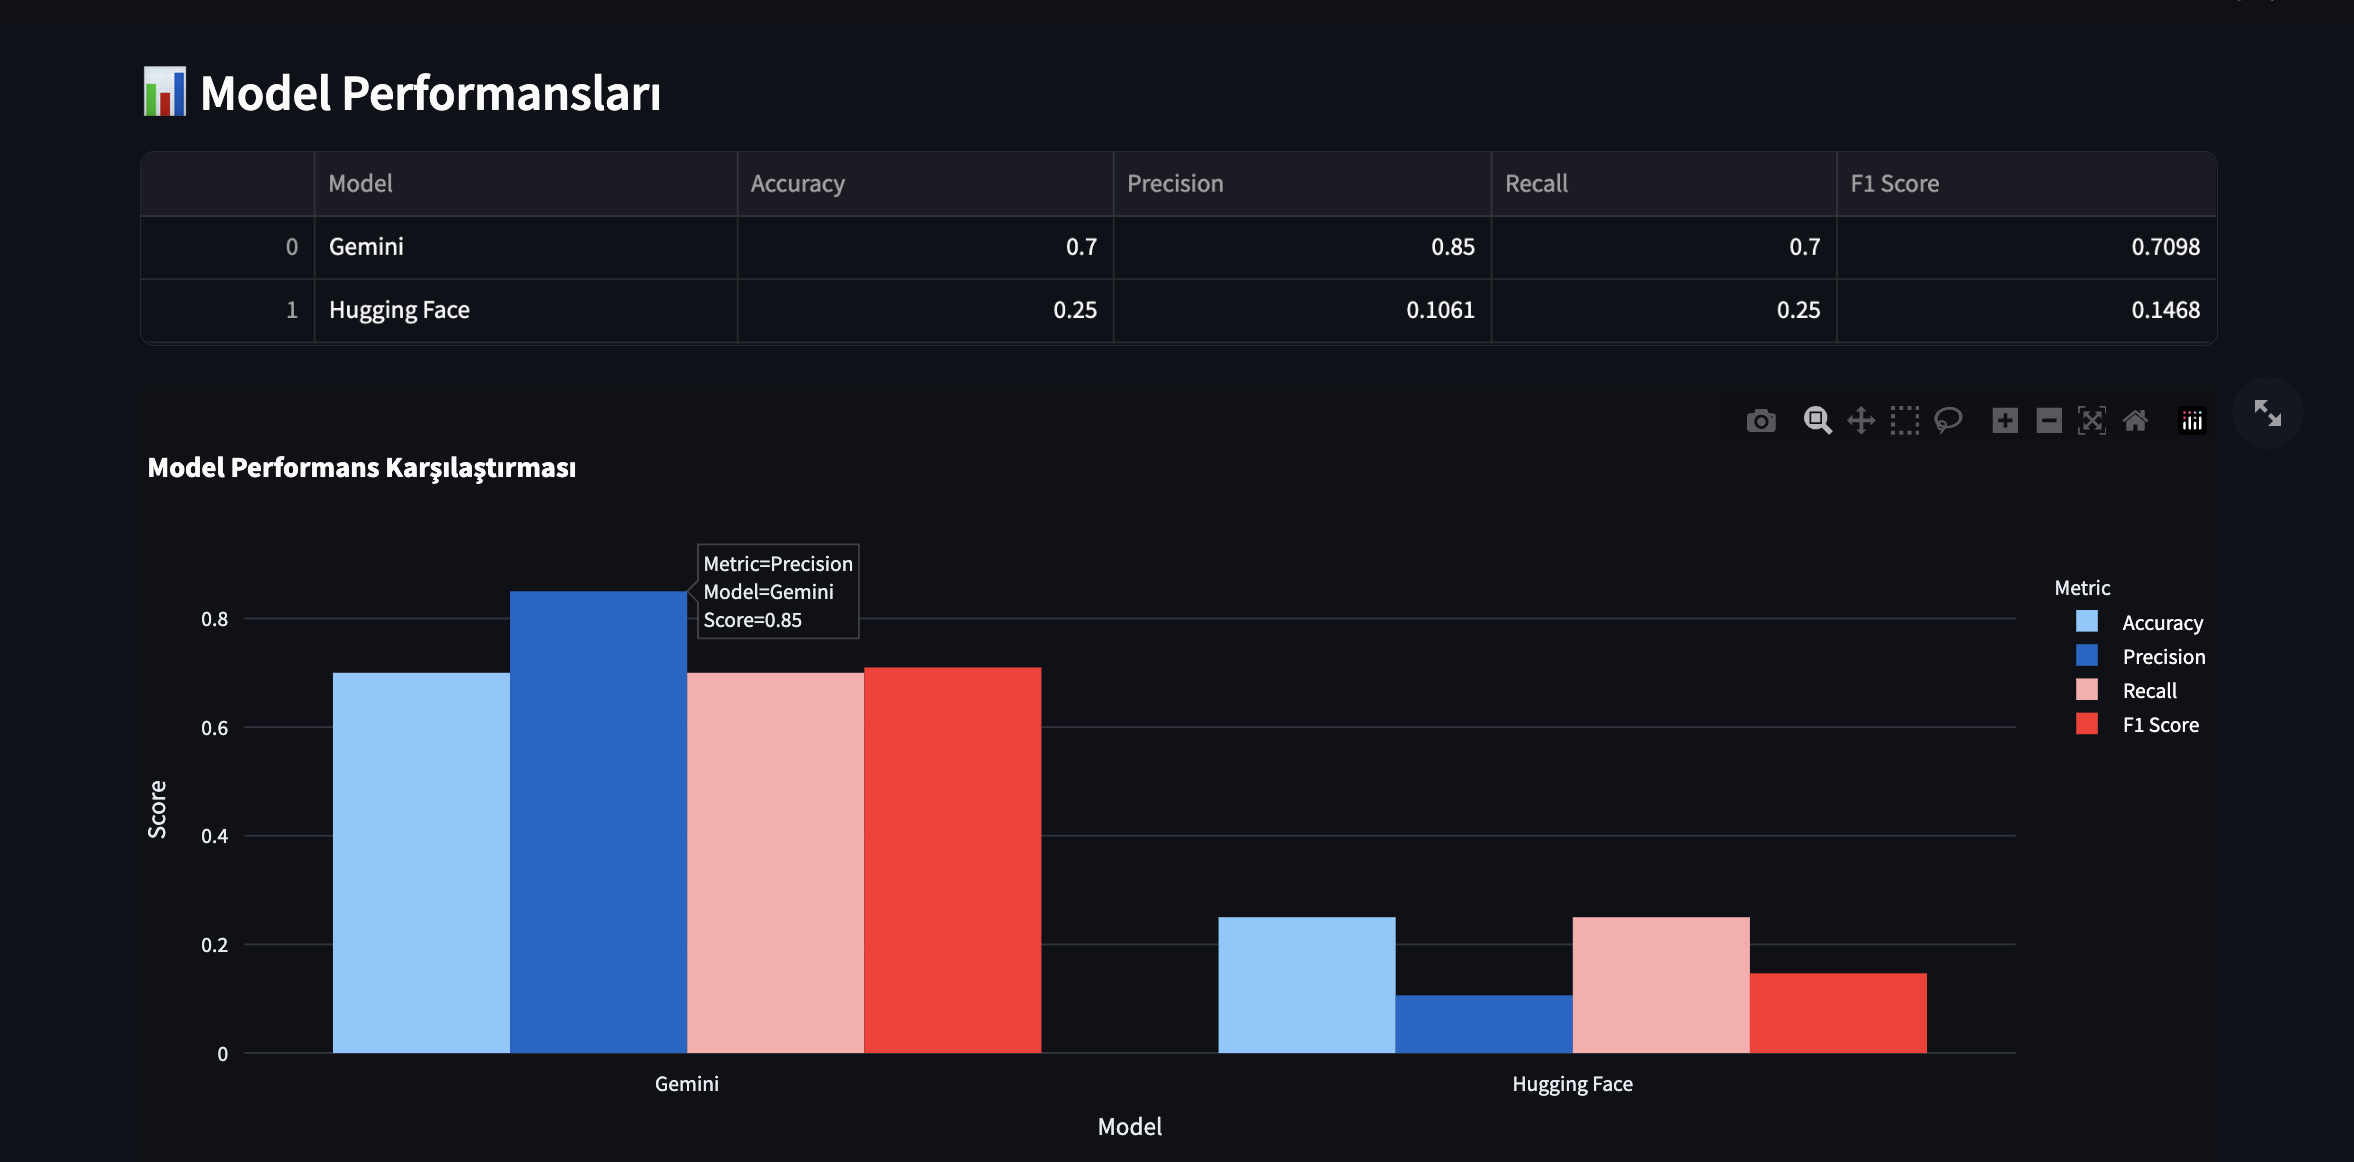 Model Performansları
Model Accuracy Precision Recall F1 Score
0 Gemini 0.7 0.85 0.7 0.7098
1 Hugging Face 0.25 0.1061 0.25 0.1468
Model Performans Karşılaştırması
Metric=Precision
Model=Gemini
Score=0.85
Metric
Accuracy
Precision
Recall
F1 Score
Score
0.8
0.6
0.4
0.2
0
Gemini Hugging Face
Model